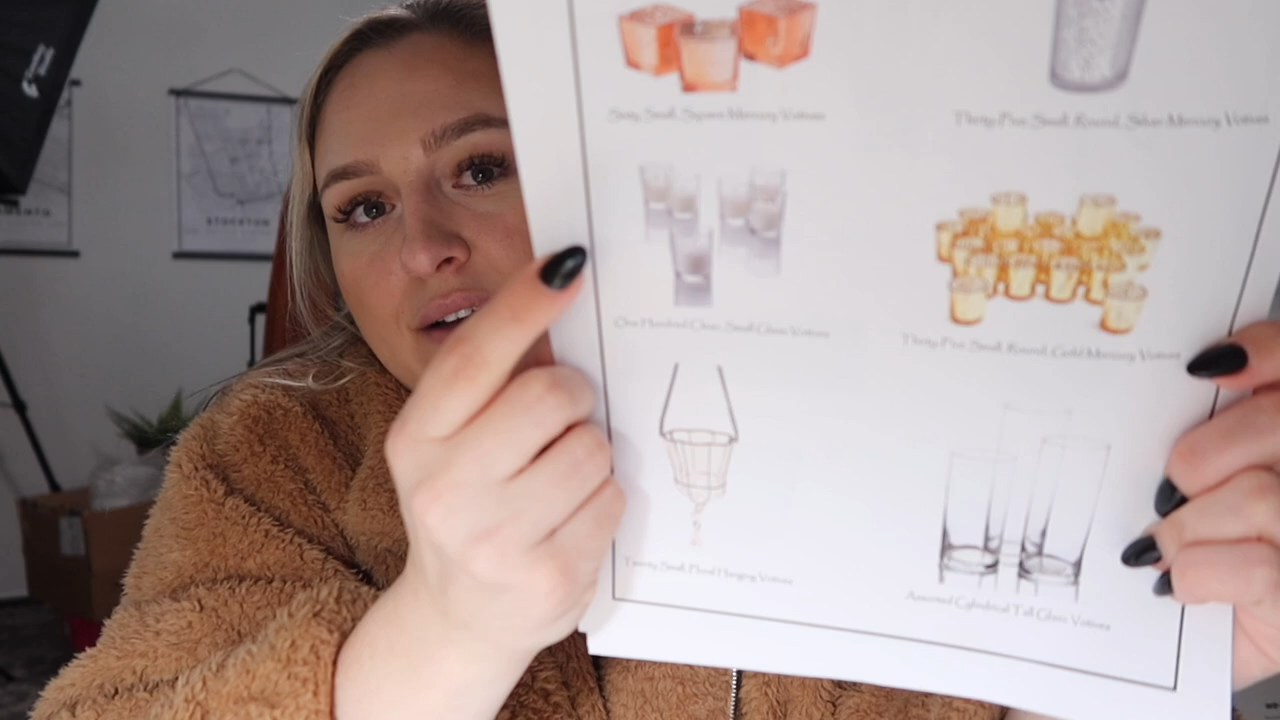 STOCKTON
Sixty, Small, Square Mercury Votives
Thirty-Five, Small, Round, Silver Mercury Votives
One Hundred Clear, Small Glass Votives
Thirty-Five, Small, Round, Gold Mercury Votives
Twenty, Small, Hanging Votives
Assorted Cylindrical Tall Glass Votives